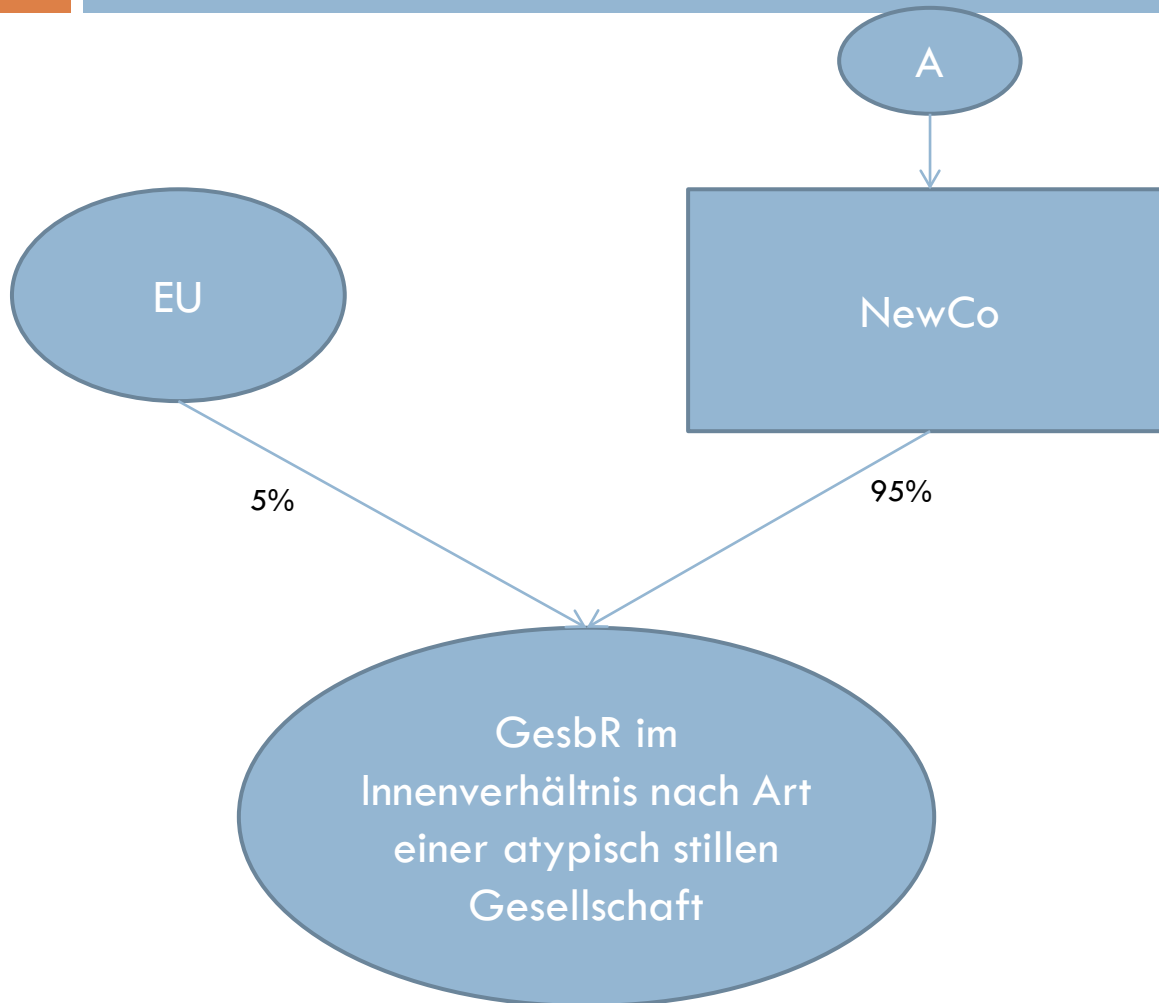 A
EU
NewCo
5%
95%
GesbR im
Innenverhältnis nach Art
einer atypisch stillen
Gesellschaft